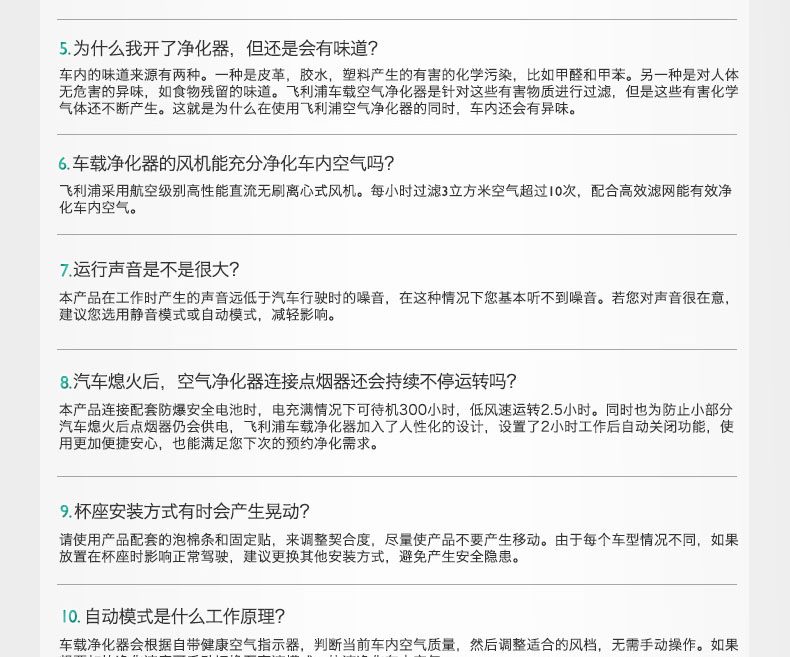 5.为什么我开了净化器，但还是会有味道？
车内的味道来源有两种。一种是皮革，胶水，塑料产生的有害的化学污染，比如甲醛和甲苯。另一种是对人体
无危害的异味，如食物残留的味道。飞利浦车载空气净化器是针对这些有害物质进行过滤，但是这些有害化学
气体还不断产生。这就是为什么在使用飞利浦空气净化器的同时，车内还会有异味。
6.车载净化器的风机能充分净化车内空气吗？
飞利浦采用航空级别高性能直流无刷离心式风机。每小时过滤3立方米空气超过10次，配合高效滤网能有效净
化车内空气。
7.运行声音是不是很大？
本产品在工作时产生的声音远低于汽车行驶时的噪音，在这种情况下您基本听不到噪音。若您对声音很在意，
建议您选用静音模式或自动模式，减轻影响。
8.汽车熄火后，空气净化器连接点烟器还会持续不停运转吗？
本产品连接配套防爆安全电池时，电充满情况下可待机300小时，低风速运转2.5小时。同时也为防止小部分
汽车熄火后点烟器仍会供电，飞利浦车载净化器加入了人性化的设计，设置了2小时工作后自动关闭功能，使
用更加便捷安心，也能满足您下次的预约净化需求。
9.杯座安装方式有时会产生晃动？
请使用产品配套的泡棉条和固定贴，来调整契合度，尽量使产品不要产生移动。由于每个车型情况不同，如果
放置在杯座时影响正常驾驶，建议更换其他安装方式，避免产生安全隐患。
10.自动模式是什么工作原理？
车载净化器会根据自带健康空气指示器，判断当前车内空气质量，然后调整适合的风档，无需手动操作。如果